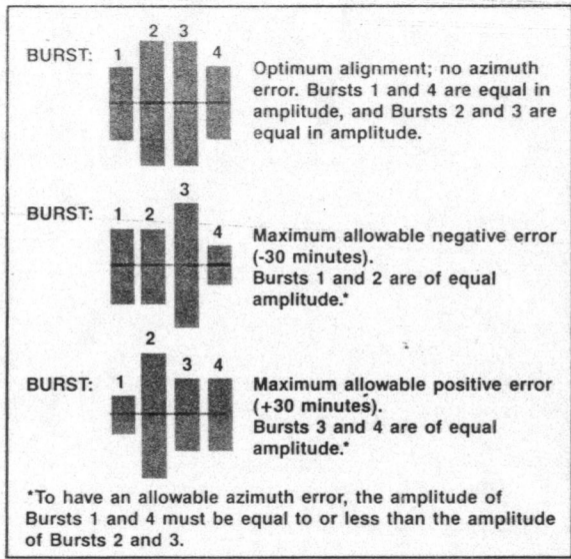 BURST: 1 2 3 4
Optimum alignment; no azimuth
error. Bursts 1 and 4 are equal in
amplitude, and Bursts 2 and 3 are
equal in amplitude.
BURST: 1 2 3 4
Maximum allowable negative error
(-30 minutes).
Bursts 1 and 2 are of equal
amplitude.*
BURST: 1 2 3 4
Maximum allowable positive error
(+30 minutes).
Bursts 3 and 4 are of equal
amplitude.*
*To have an allowable azimuth error, the amplitude of
Bursts 1 and 4 must be equal to or less than the amplitude
of Bursts 2 and 3.